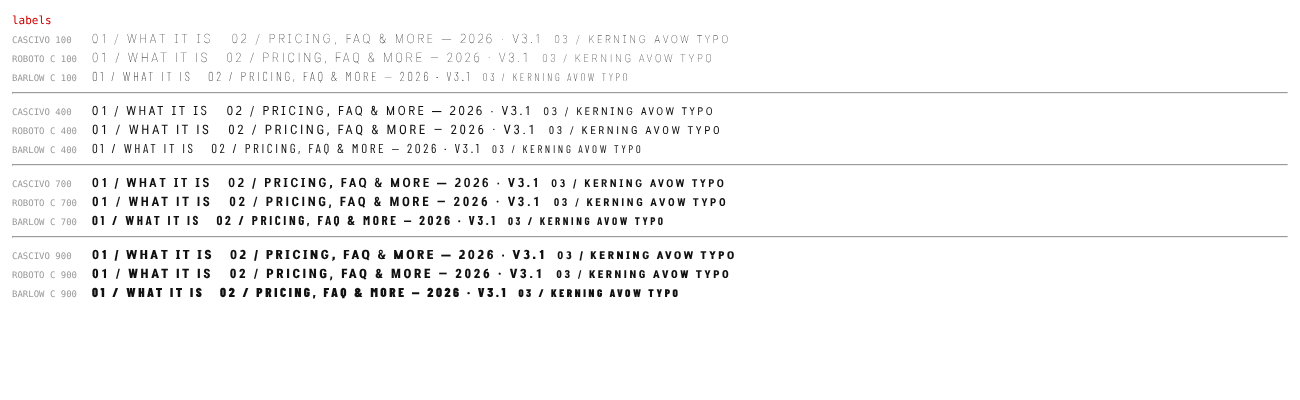 labels
CASCIVO 100 01 / WHAT IT IS 02 / PRICING, FAQ & MORE — 2026 · V3.1 03 / KERNING AVOW TYPO
ROBOTO C 100 01 / WHAT IT IS 02 / PRICING, FAQ & MORE — 2026 · V3.1 03 / KERNING AVOW TYPO
BARLOW C 100 01 / WHAT IT IS 02 / PRICING, FAQ & MORE — 2026 · V3.1 03 / KERNING AVOW TYPO
CASCIVO 400 01 / WHAT IT IS 02 / PRICING, FAQ & MORE — 2026 · V3.1 03 / KERNING AVOW TYPO
ROBOTO C 400 01 / WHAT IT IS 02 / PRICING, FAQ & MORE — 2026 · V3.1 03 / KERNING AVOW TYPO
BARLOW C 400 01 / WHAT IT IS 02 / PRICING, FAQ & MORE — 2026 · V3.1 03 / KERNING AVOW TYPO
CASCIVO 700 01 / WHAT IT IS 02 / PRICING, FAQ & MORE — 2026 · V3.1 03 / KERNING AVOW TYPO
ROBOTO C 700 01 / WHAT IT IS 02 / PRICING, FAQ & MORE — 2026 · V3.1 03 / KERNING AVOW TYPO
BARLOW C 700 01 / WHAT IT IS 02 / PRICING, FAQ & MORE — 2026 · V3.1 03 / KERNING AVOW TYPO
CASCIVO 900 01 / WHAT IT IS 02 / PRICING, FAQ & MORE — 2026 · V3.1 03 / KERNING AVOW TYPO
ROBOTO C 900 01 / WHAT IT IS 02 / PRICING, FAQ & MORE — 2026 · V3.1 03 / KERNING AVOW TYPO
BARLOW C 900 01 / WHAT IT IS 02 / PRICING, FAQ & MORE — 2026 · V3.1 03 / KERNING AVOW TYPO